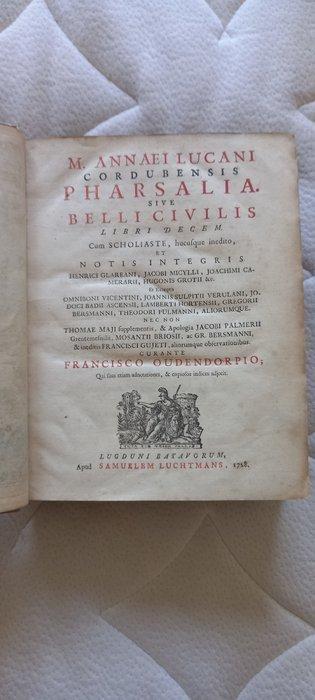 M. ANNAEI LUCANI
CORDUBENSIS
PHARSALIA.
SIVE
BELLI CIVILIS
LIBRI DECEM
Cum SCHOLIASTE, hucusque inedito,
ET
NOTIS INTEGRIS
HENRICI GLAREANI, JACOBI MICYLLI, JOACHIMI CA-
MERARII, HUGONIS GROTII &c.
Et Excerptis
OMNIBONI VICENTINI, JOANNIS SULPITII VERULANI, JO-
DOCI BADII ASCENSII, LAMBERTI HORTENSII, GREGORII
BERSMANNI, THEODORI PULMANNI, ALIORUMQUE.
NEC NON
THOMAE MAJI supplementis, & Apologia JACOBI PALMERII
Grentemesnilii, MOSANTII BRIOSII, ac GR. BERSMANNI,
& ineditis FRANCISCI GUJETI, aliorumque observationibus.
CURANTE
FRANCISCO OUDENDORPIO;
Qui suas etiam adnotationes, & copiosos indices adjecit.
LUGDUNI BATAVORUM,
Apud SAMUELEM LUCHTMANS, 1728.